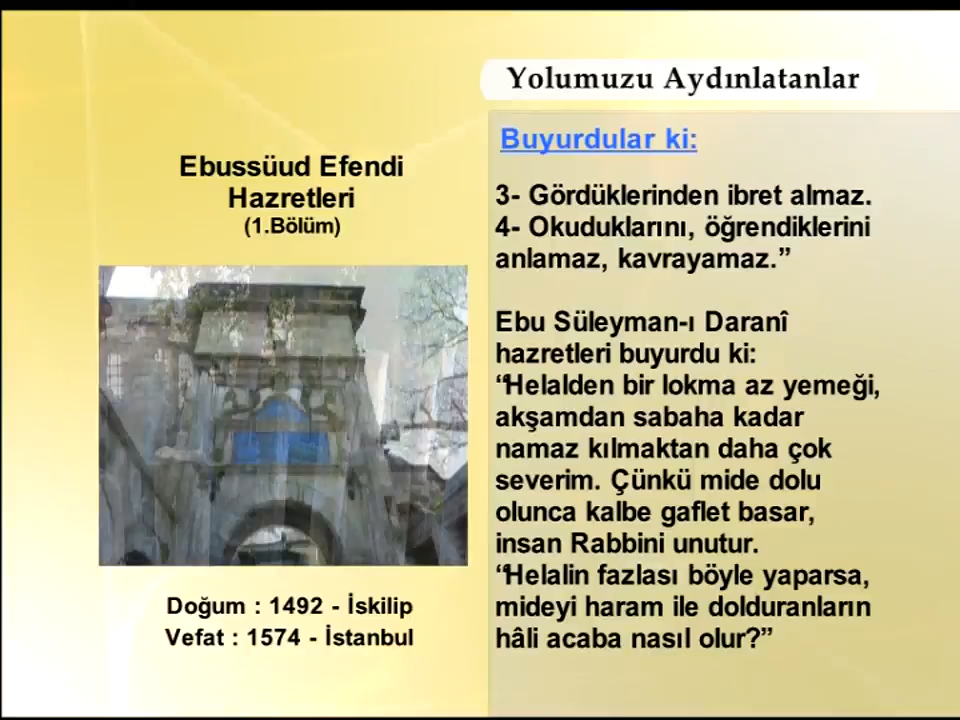 Yolumuzu Aydınlatanlar
Ebussüud Efendi
Hazretleri
(1.Bölüm)
Doğum : 1492 - İskilip
Vefat : 1574 - İstanbul
Buyurdular ki:
3- Gördüklerinden ibret almaz.
4- Okuduklarını, öğrendiklerini
anlamaz, kavrayamaz.”
Ebu Süleyman-ı Daranî
hazretleri buyurdu ki:
“Helalden bir lokma az yemeği,
akşamdan sabaha kadar
namaz kılmaktan daha çok
severim. Çünkü mide dolu
olunca kalbe gaflet basar,
insan Rabbini unutur.
“Helalin fazlası böyle yaparsa,
mideyi haram ile dolduranların
hâli acaba nasıl olur?”